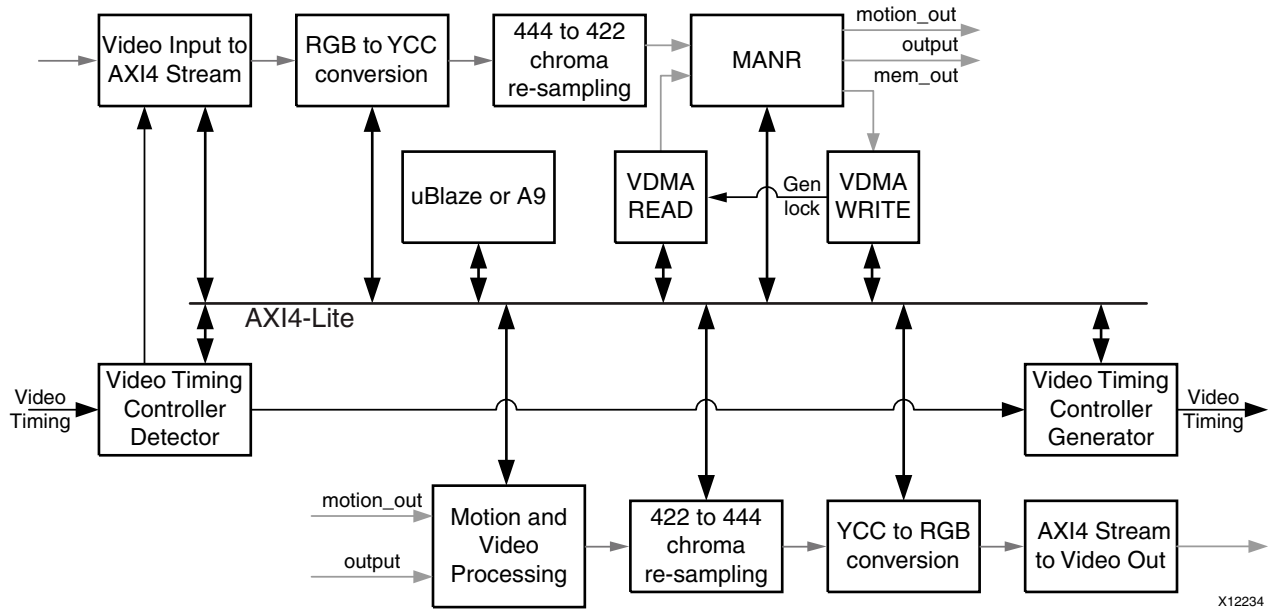 Video Input to
AXI4 Stream
RGB to YCC
conversion
444 to 422
chroma
re-sampling
MANR
motion_out
output
mem_out
uBlaze or A9
VDMA
READ
Gen
lock
VDMA
WRITE
AXI4-Lite
Video
Timing
Video Timing
Controller
Detector
Video Timing
Controller
Generator
Video
Timing
motion_out
output
Motion and
Video
Processing
422 to 444
chroma
re-sampling
YCC to RGB
conversion
AXI4 Stream
to Video Out
X12234